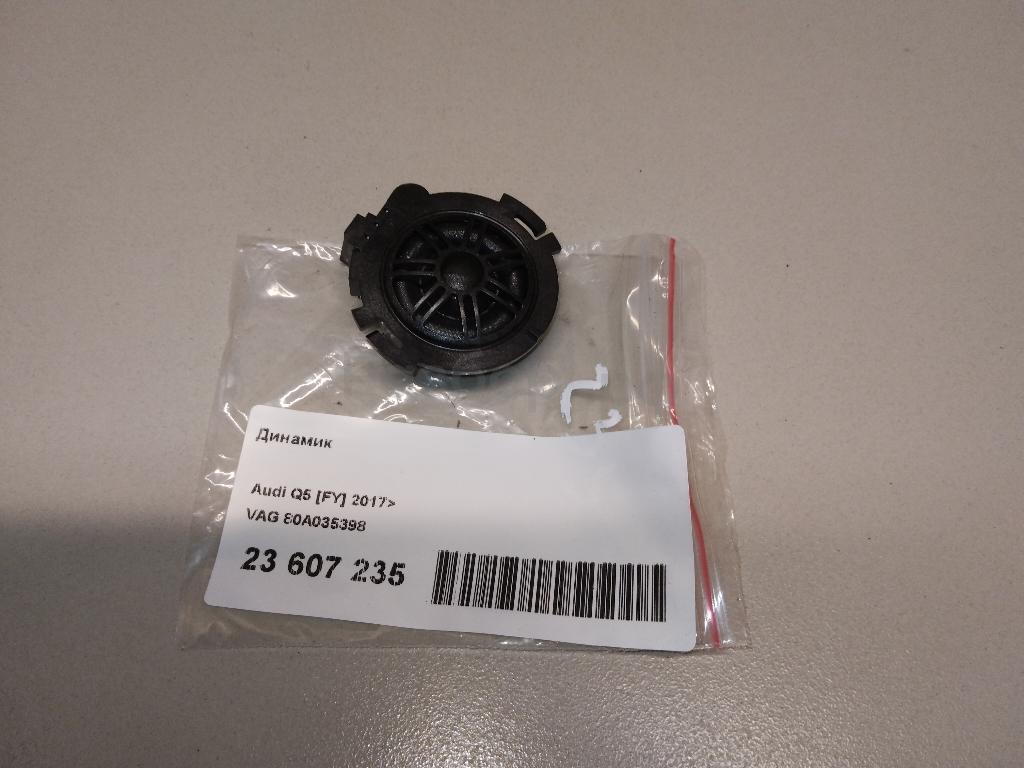 Динамик
Audi Q5 [FY] 2017>
VAG 80A035398
23 607 235